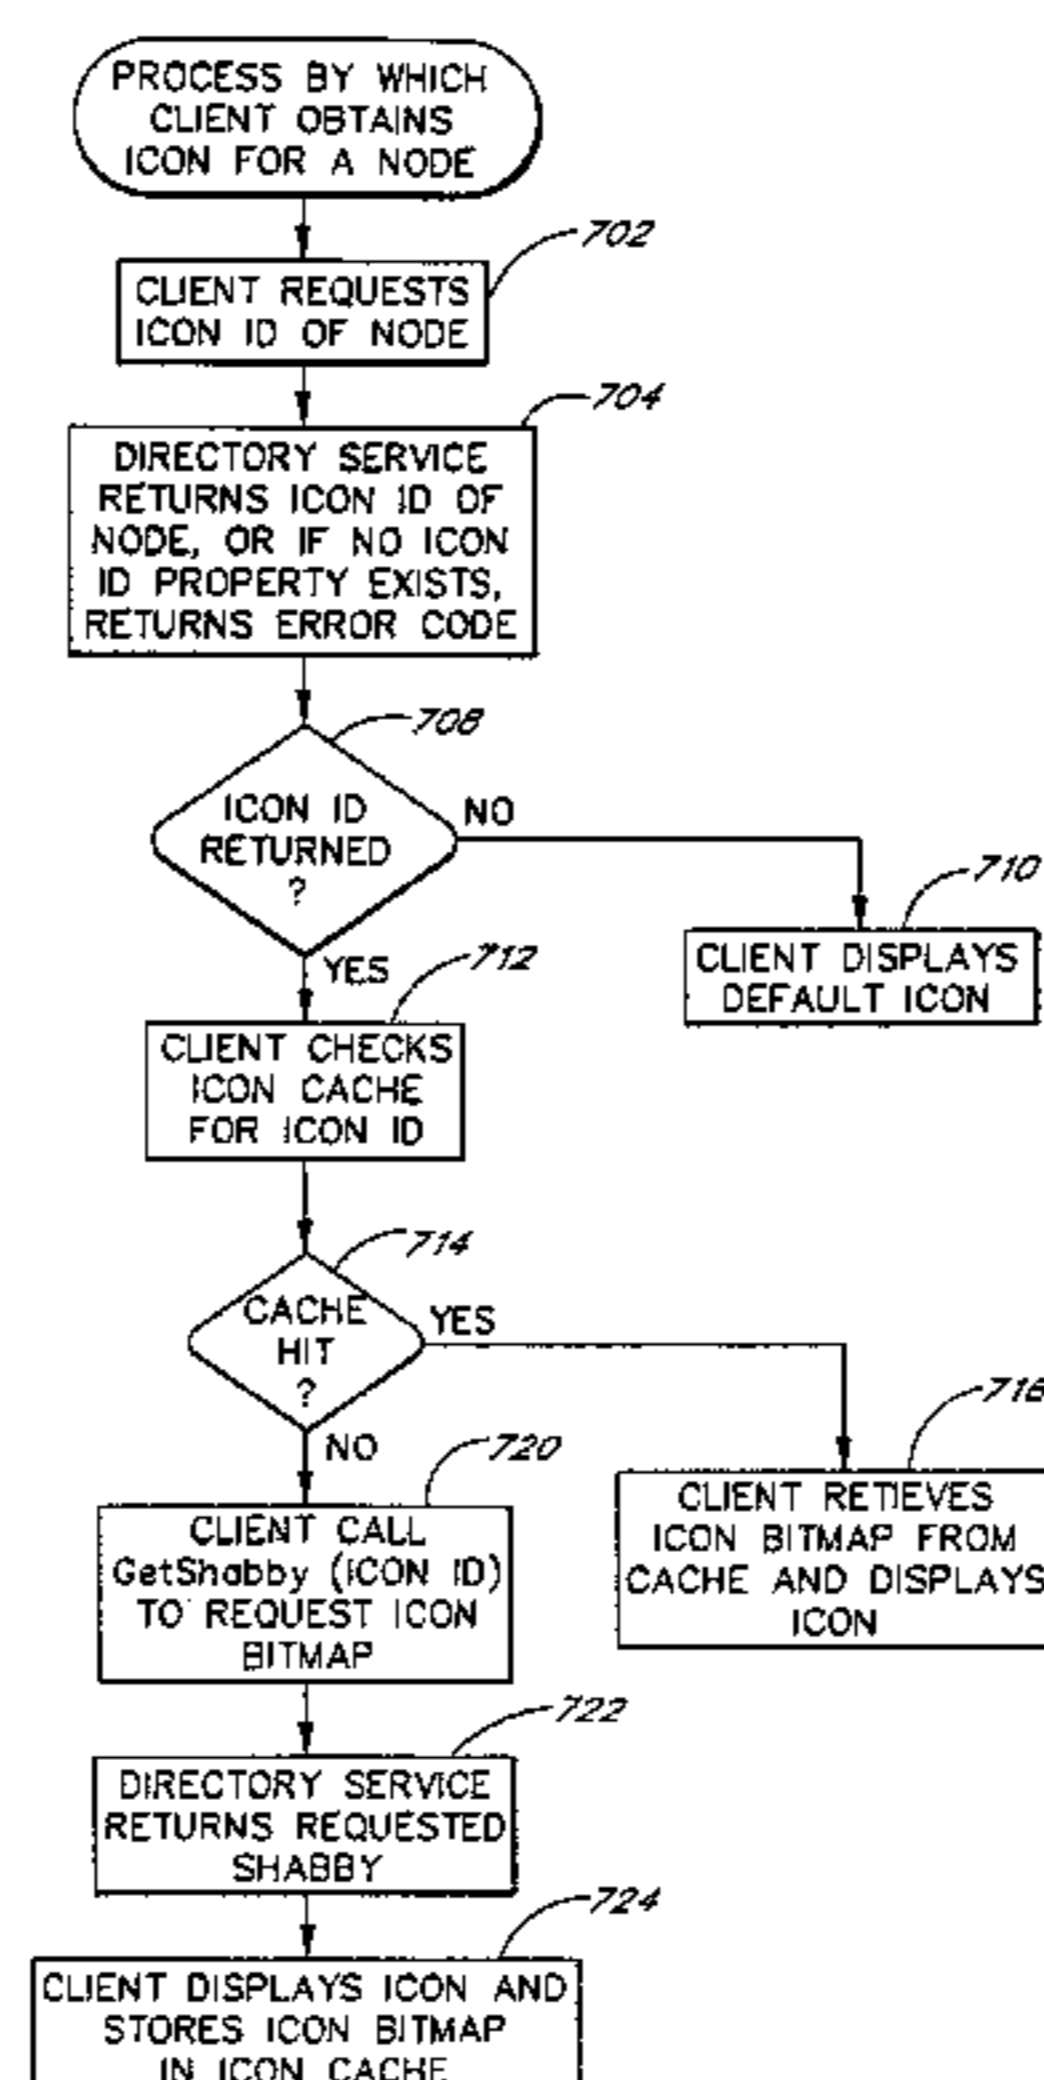 PROCESS BY WHICH
CLIENT OBTAINS
ICON FOR A NODE
702
CLIENT REQUESTS
ICON ID OF NODE
704
DIRECTORY SERVICE
RETURNS ICON ID OF
NODE, OR IF NO ICON
ID PROPERTY EXISTS,
RETURNS ERROR CODE
708
ICON ID
RETURNED
?
NO
710
CLIENT DISPLAYS
DEFAULT ICON
YES
712
CLIENT CHECKS
ICON CACHE
FOR ICON ID
714
CACHE
HIT
?
YES
718
CLIENT RETIEVES
ICON BITMAP FROM
CACHE AND DISPLAYS
ICON
NO
720
CLIENT CALL
GetShabby (ICON ID)
TO REQUEST ICON
BITMAP
722
DIRECTORY SERVICE
RETURNS REQUESTED
SHABBY
724
CLIENT DISPLAYS ICON AND
STORES ICON BITMAP
IN ICON CACHE